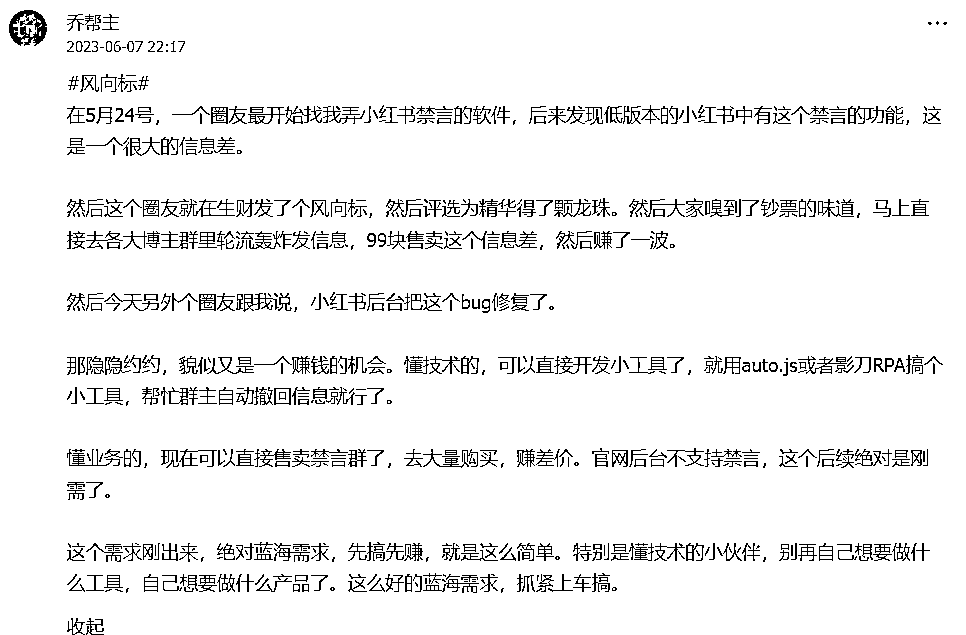 乔帮主
2023-06-07 22:17
#风向标#
在5月24号，一个圈友最开始找我弄小红书禁言的软件，后来发现低版本的小红书中有这个禁言的功能，这
是一个很大的信息差。
然后这个圈友就在生财发了个风向标，然后评选为精华得了颗龙珠。然后大家嗅到了钞票的味道，马上直
接去各大博主群里轮流轰炸发信息，99块售卖这个信息差，然后赚了一波。
然后今天另外个圈友跟我说，小红书后台把这个bug修复了。
那隐隐约约，貌似又是一个赚钱的机会。懂技术的，可以直接开发小工具了，就用auto.js或者影刀RPA搞个
小工具，帮忙群主自动撤回信息就行了。
懂业务的，现在可以直接售卖禁言群了，去大量购买，赚差价。官网后台不支持禁言，这个后续绝对是刚
需了。
这个需求刚出来，绝对蓝海需求，先搞先赚，就是这么简单。特别是懂技术的小伙伴，别再自己想要做什
么工具，自己想要做什么产品了。这么好的蓝海需求，抓紧上车搞。
收起